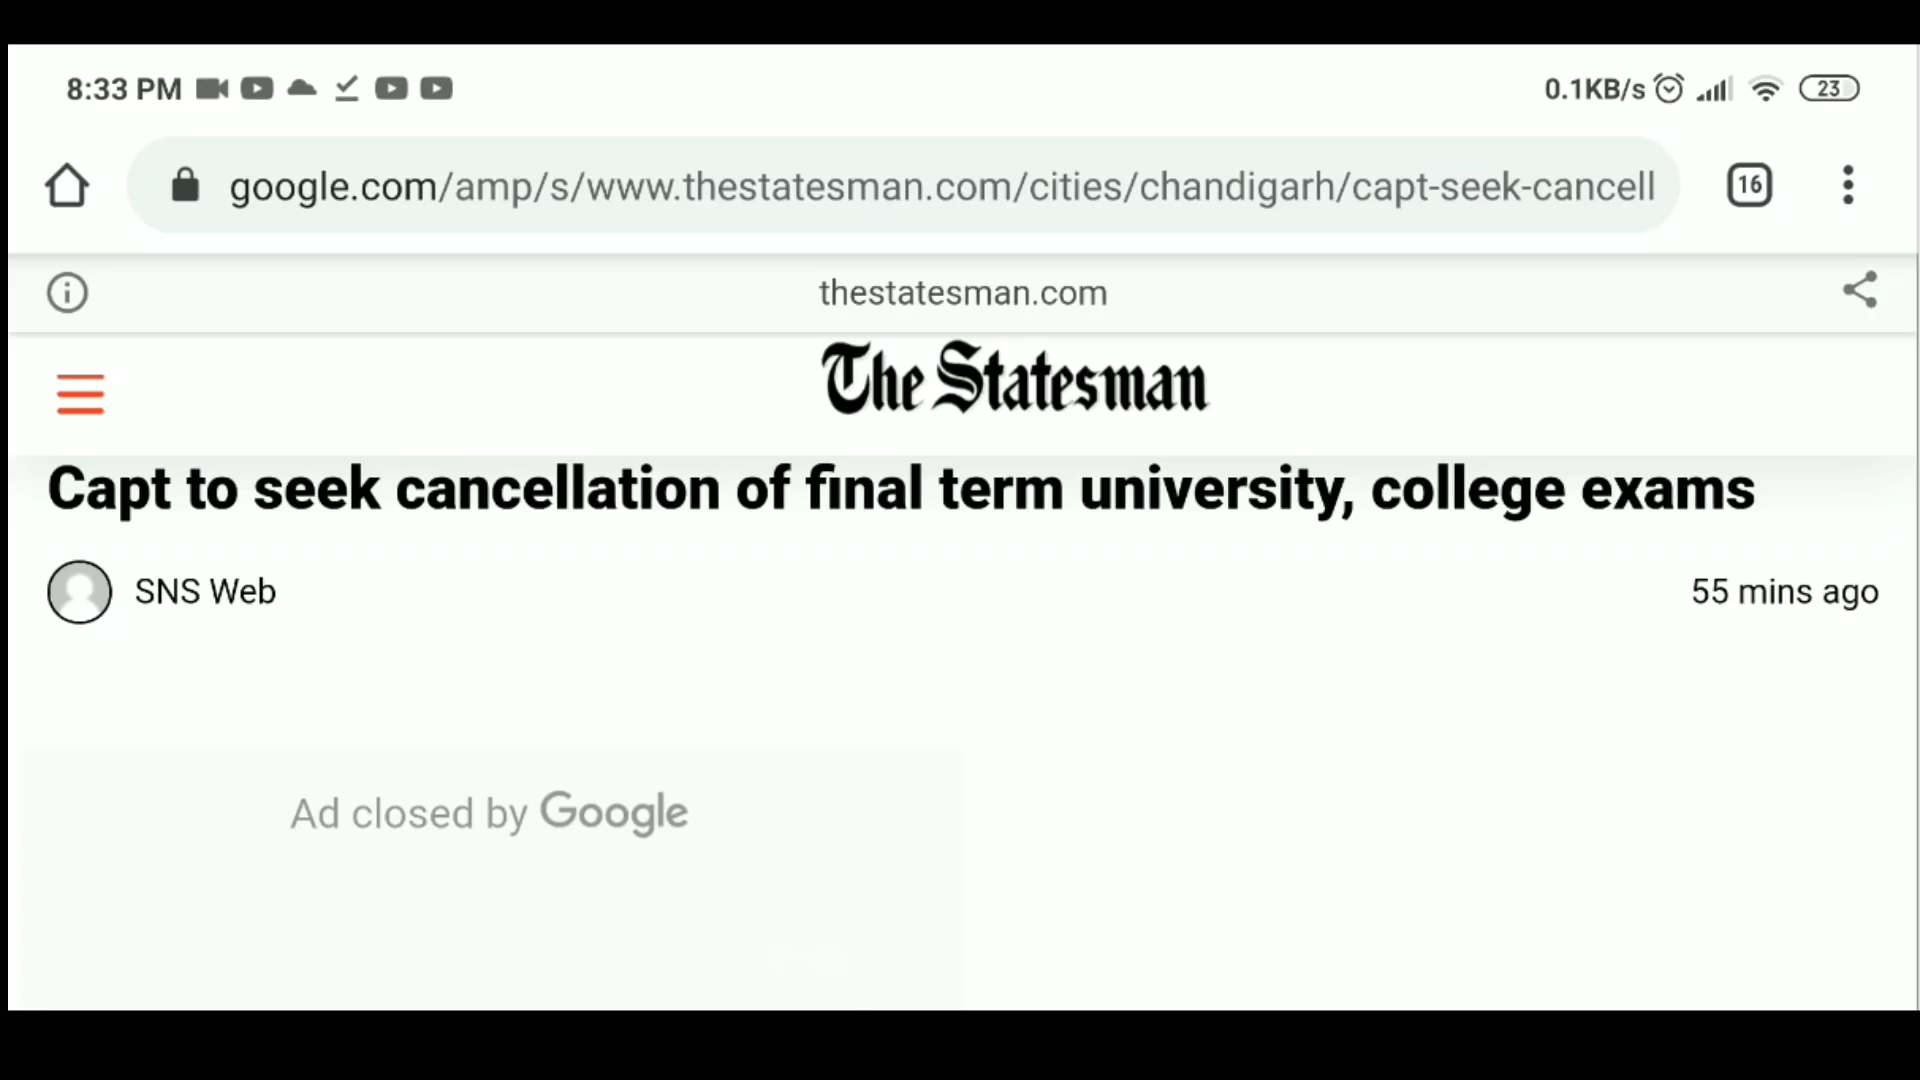 8:33 PM
0.1KB/s 23
google.com/amp/s/www.thestatesman.com/cities/chandigarh/capt-seek-cancell
16
thestatesman.com
The Statesman
Capt to seek cancellation of final term university, college exams
SNS Web
55 mins ago
Ad closed by Google